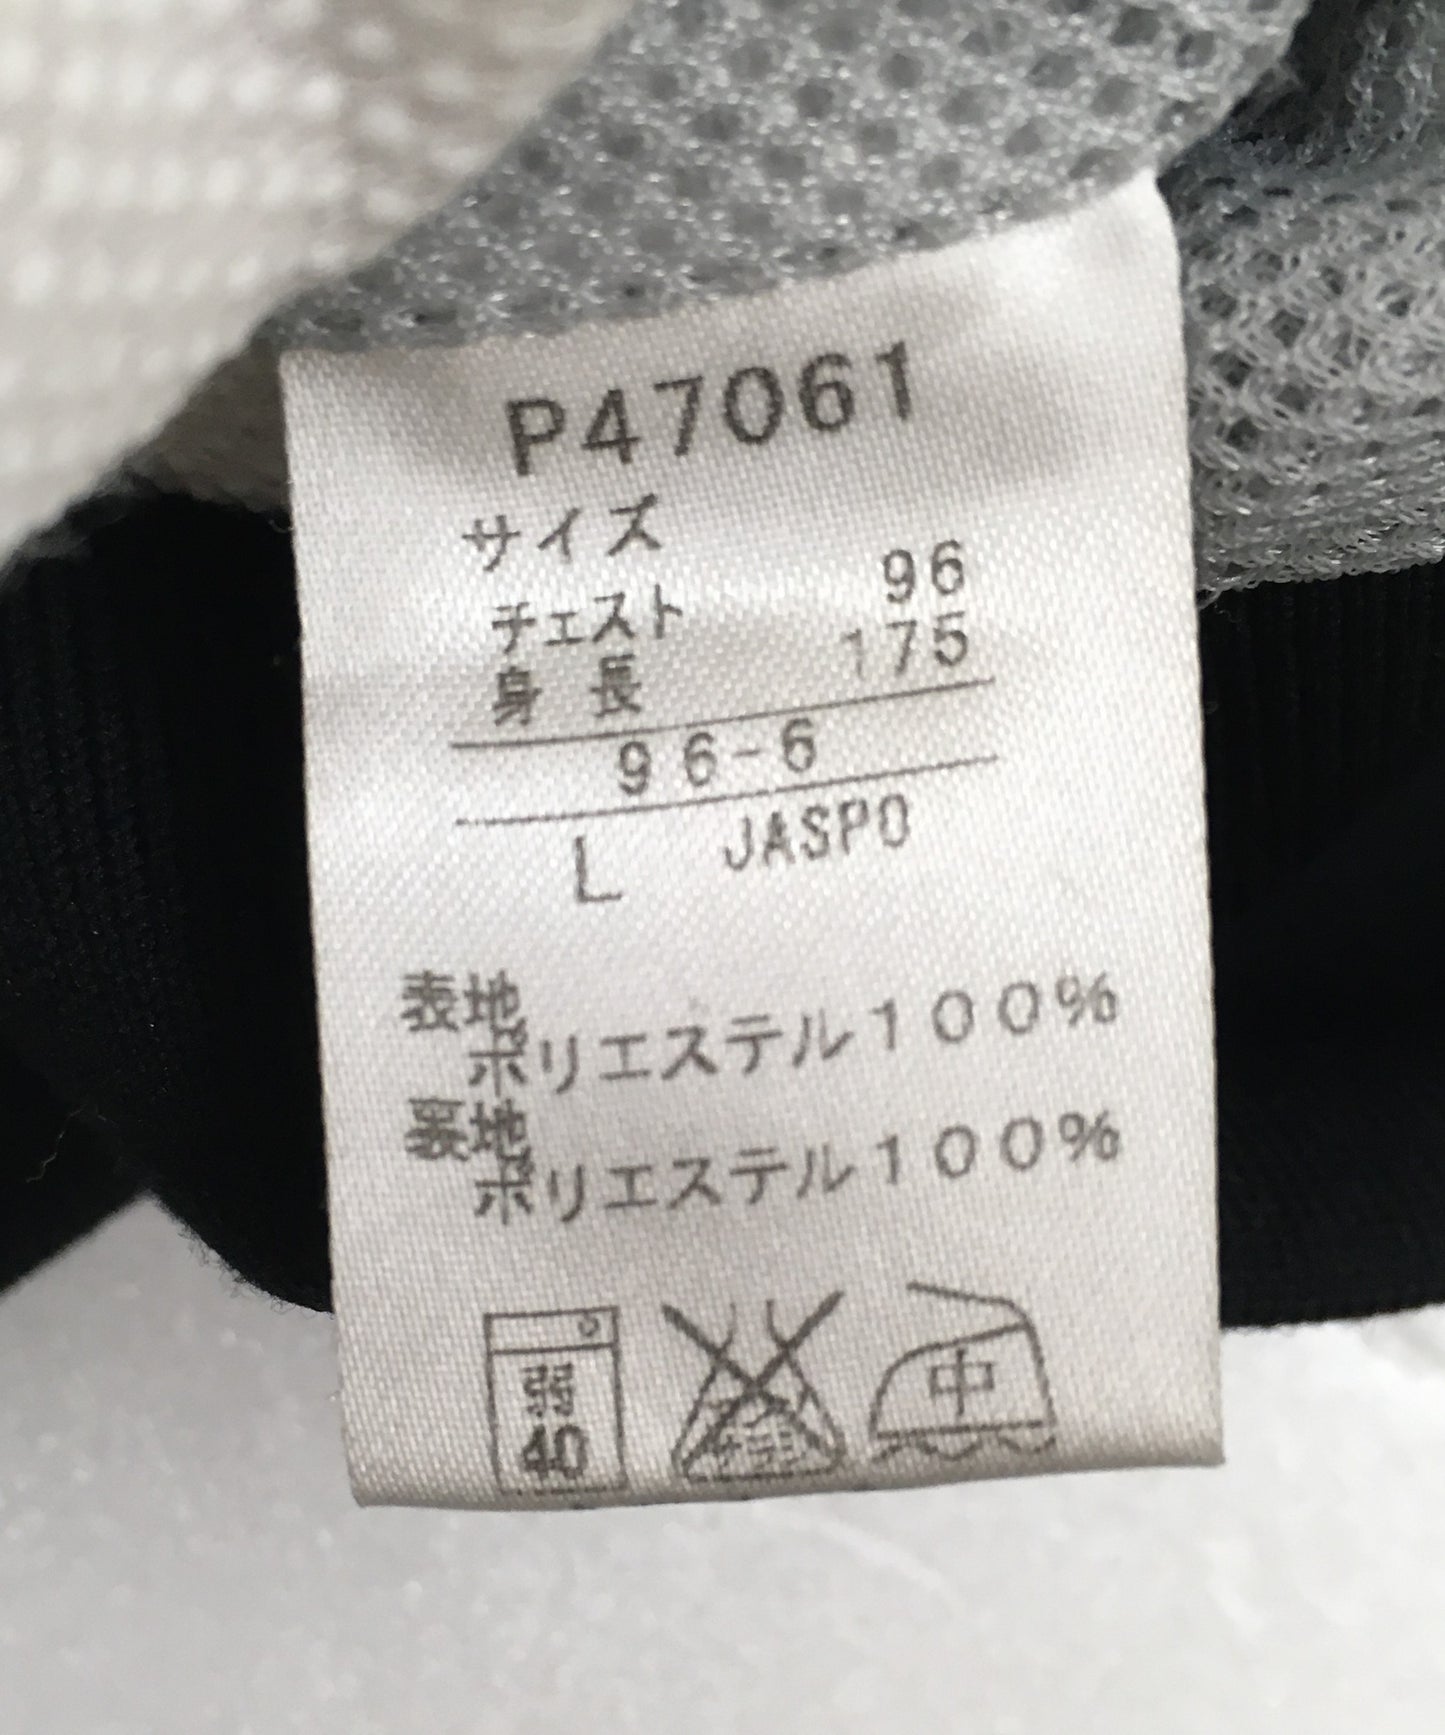 P47061
サイズ
チェスト 96
身長 175
96-6
L JASPO
表地
ポリエステル100%
裏地
ポリエステル100%
弱 中
40